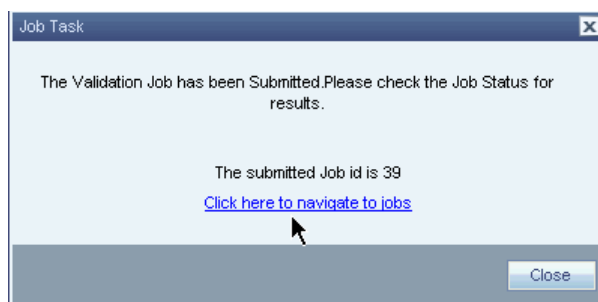 Job Task
The Validation Job has been Submitted.Please check the Job Status for
results.
The submitted Job id is 39
Click here to navigate to jobs
Close